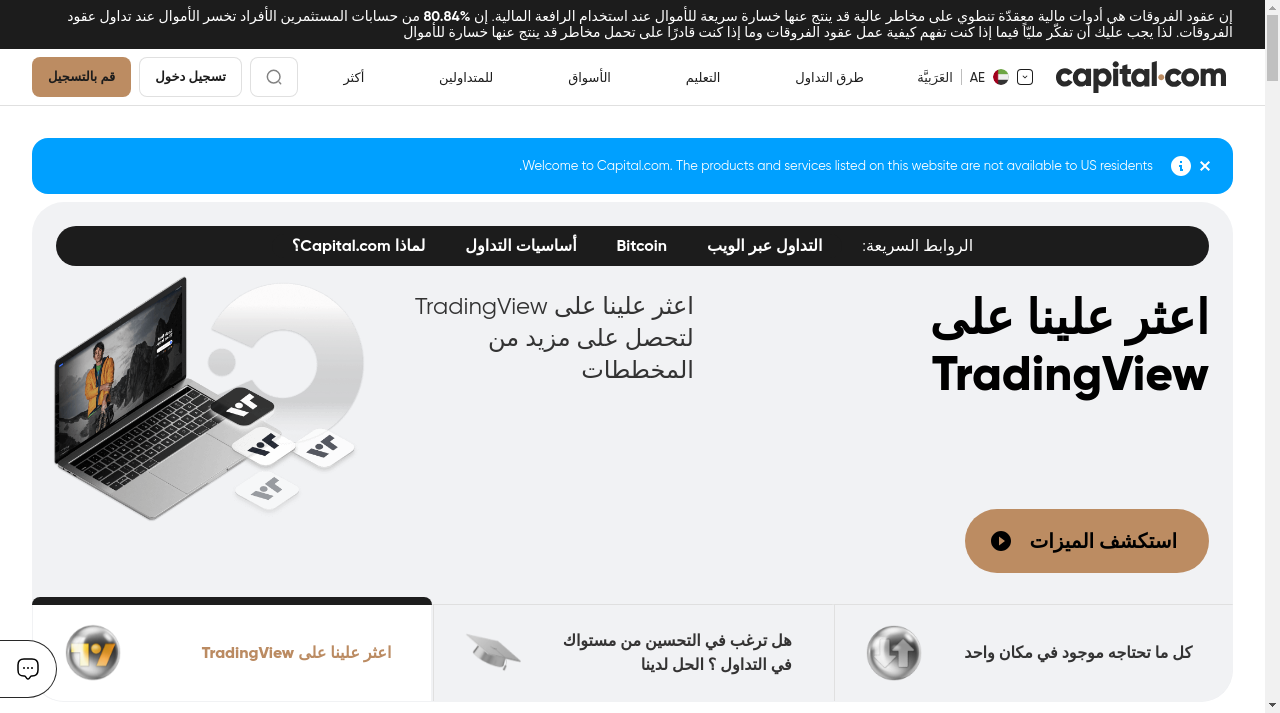 إن عقود الفروقات هي أدوات مالية معقدّة تنطوي على مخاطر عالية قد ينتج عنها خسارة سريعة للأموال عند استخدام الرافعة المالية. إن 80.84% من حسابات المستثمرين الأفراد تخسر الأموال عند تداول عقود
الفروقات. لذا يجب عليك أن تفكّر مليّاً فيما إذا كنت تفهم كيفية عمل عقود الفروقات وما إذا كنت قادرًا على تحمل مخاطر قد ينتج عنها خسارة للأموال
capital.com
AE
العَرَبيَّة
طرق التداول
التعليم
الأسواق
للمتداولين
أكثر
تسجيل دخول
قم بالتسجيل
Welcome to Capital.com. The products and services listed on this website are not available to US residents.
الروابط السريعة:
التداول عبر الويب
Bitcoin
أساسيات التداول
لماذا Capital.com؟
اعثر علينا على
TradingView
اعثر علينا على TradingView
لتحصل على مزيد من
المخططات
استكشف الميزات
كل ما تحتاجه موجود في مكان واحد
هل ترغب في التحسين من مستواك
في التداول ؟ الحل لدينا
اعثر علينا على TradingView